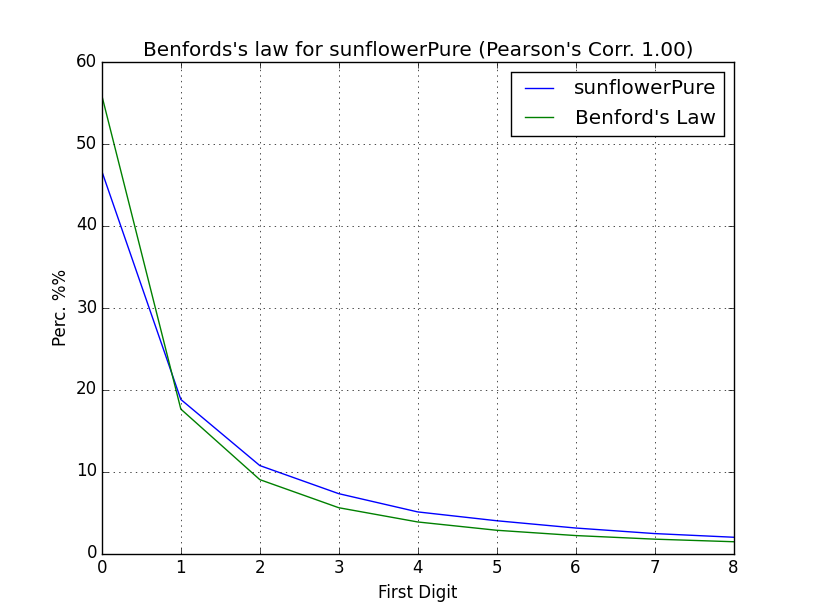 Benfords's law for sunflowerPure (Pearson's Corr. 1.00)
sunflowerPure
Benford's Law
60
50
40
30
20
10
0
Perc. %%
0 1 2 3 4 5 6 7 8
First Digit